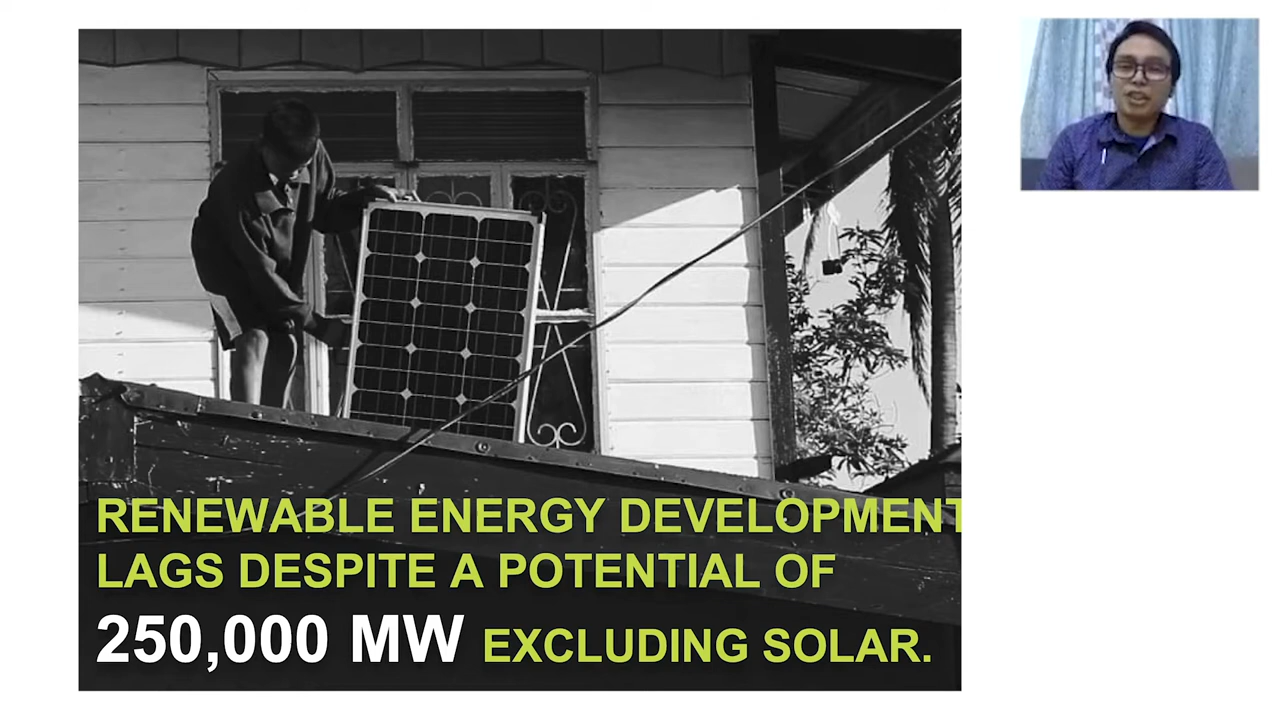 RENEWABLE ENERGY DEVELOPMENT
LAGS DESPITE A POTENTIAL OF
250,000 MW EXCLUDING SOLAR.